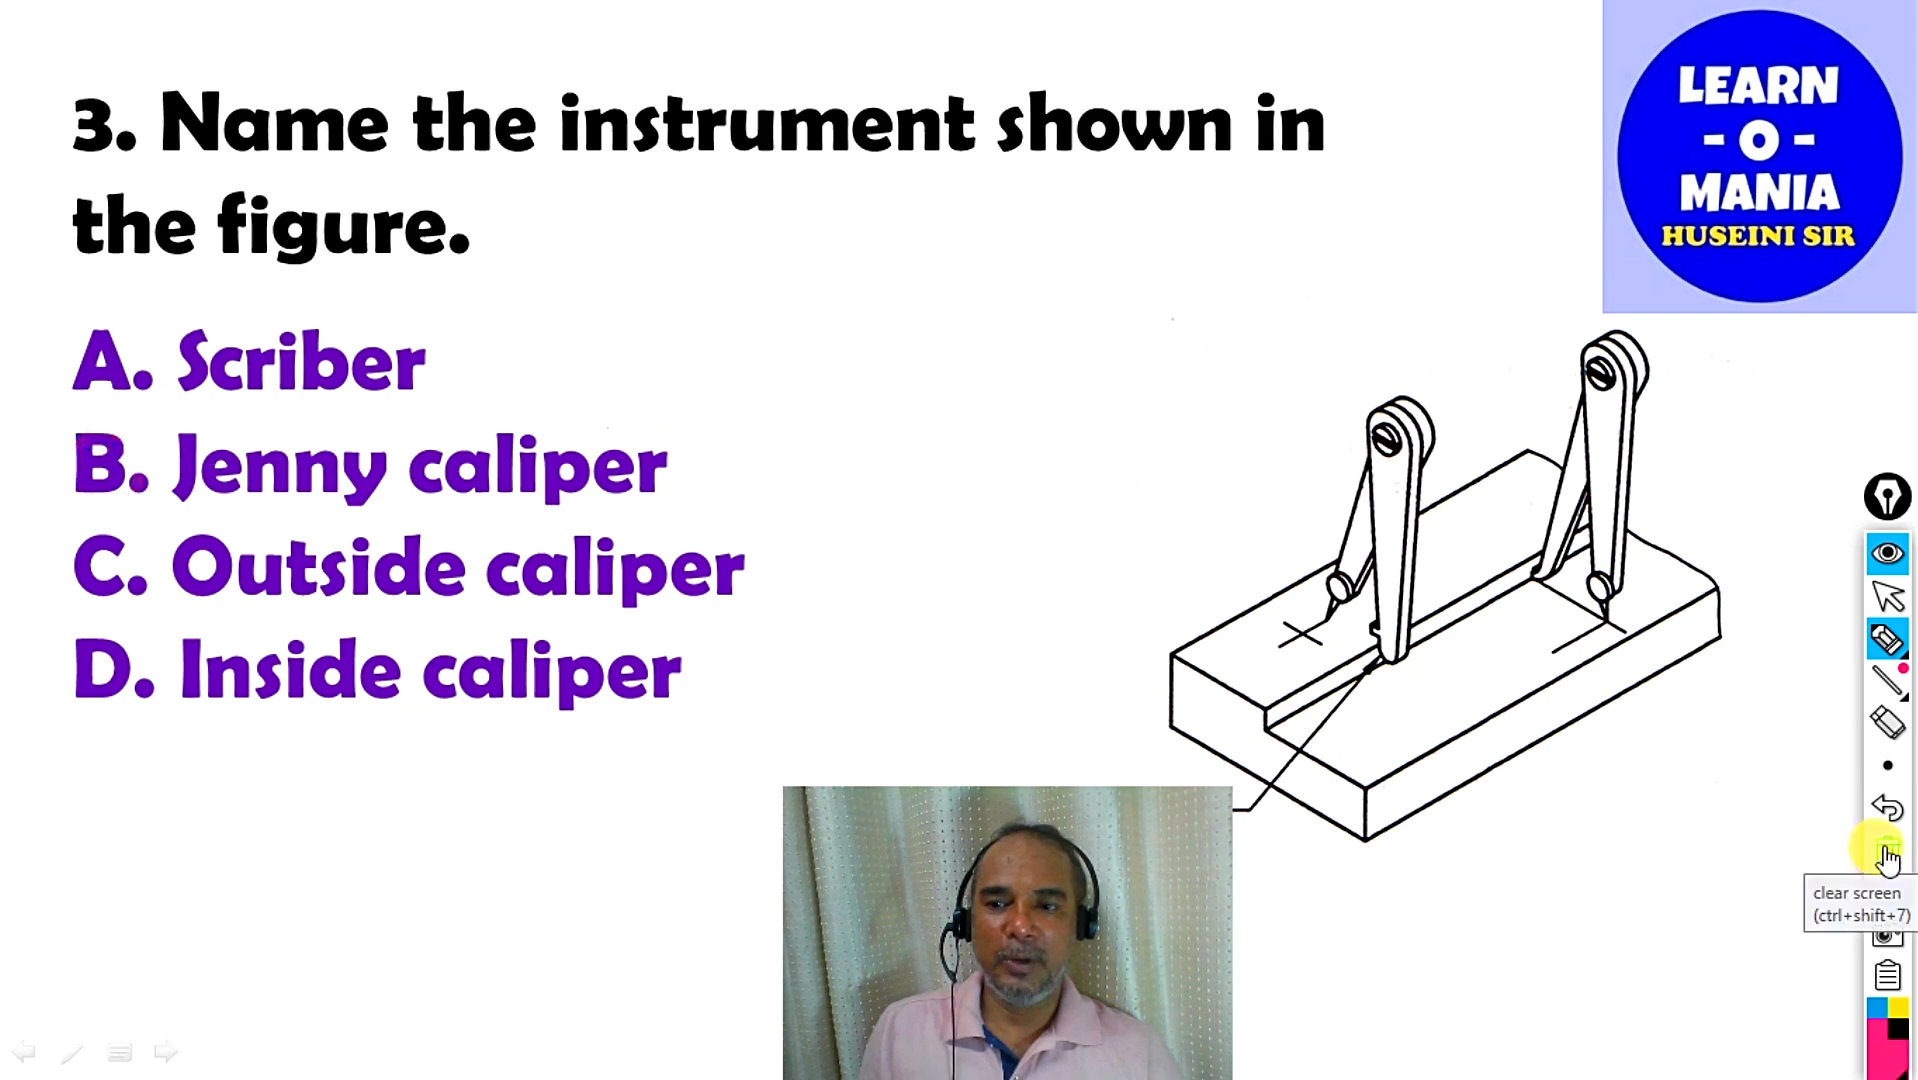 3. Name the instrument shown in
the figure.
A. Scriber
B. Jenny caliper
C. Outside caliper
D. Inside caliper
LEARN
- O -
MANIA
HUSEINI SIR
clear screen
(ctrl+shift+7)